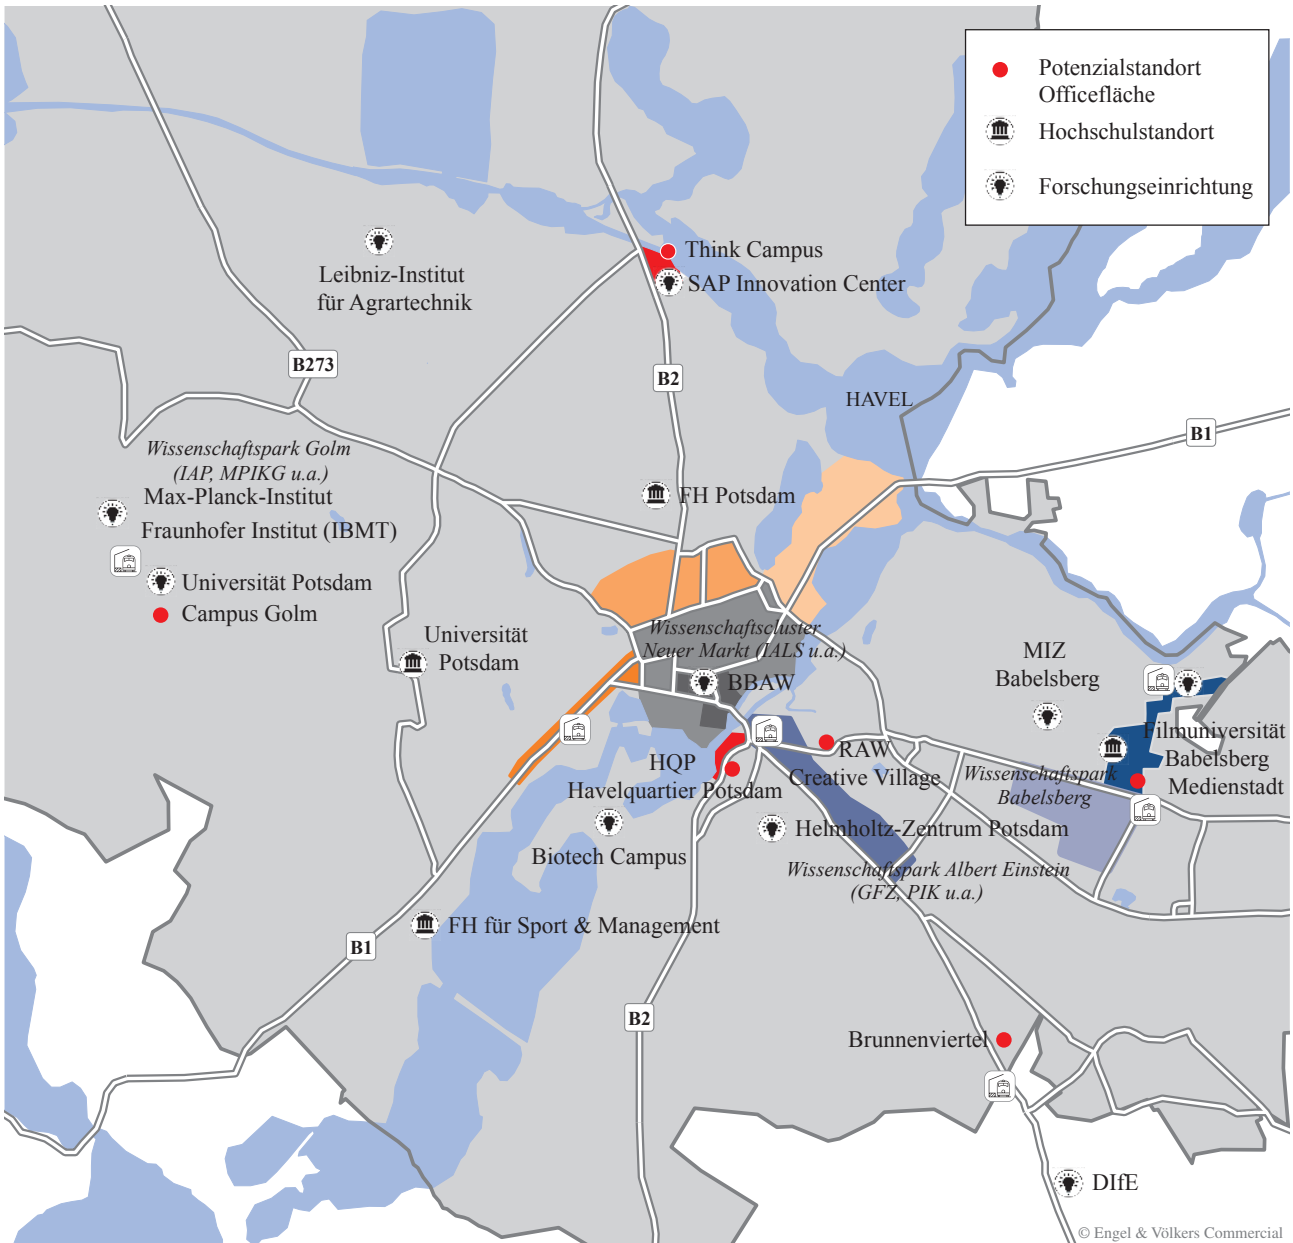 Potenzialstandort
Officefläche
Hochschulstandort
Forschungseinrichtung
Think Campus
SAP Innovation Center
Leibniz-Institut
für Agrartechnik
B273
B2
HAVEL
B1
Wissenschaftspark Golm
(IAP, MPIKG u.a.)
Max-Planck-Institut
Fraunhofer Institut (IBMT)
FH Potsdam
Universität Potsdam
Campus Golm
Universität
Potsdam
Wissenschaftscluster
Neuer Markt (IALS u.a.)
BBAW
MIZ
Babelsberg
Filmuniversität
Babelsberg
Medienstadt
RAW
Creative Village
Wissenschaftspark
Babelsberg
HQP
Havelquartier Potsdam
Helmholtz-Zentrum Potsdam
Biotech Campus
Wissenschaftspark Albert Einstein
(GFZ, PIK u.a.)
FH für Sport & Management
B1
B2
Brunnenviertel
DIfE
© Engel & Völkers Commercial